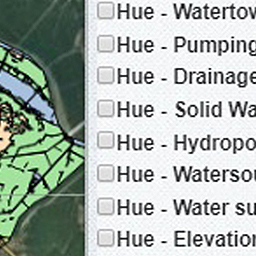 Hue - Watertow
Hue - Pumping
Hue - Drainage
Hue - Solid Wa
Hue - Hydropo
Hue - Watersou
Hue - Water su
Hue - Elevation